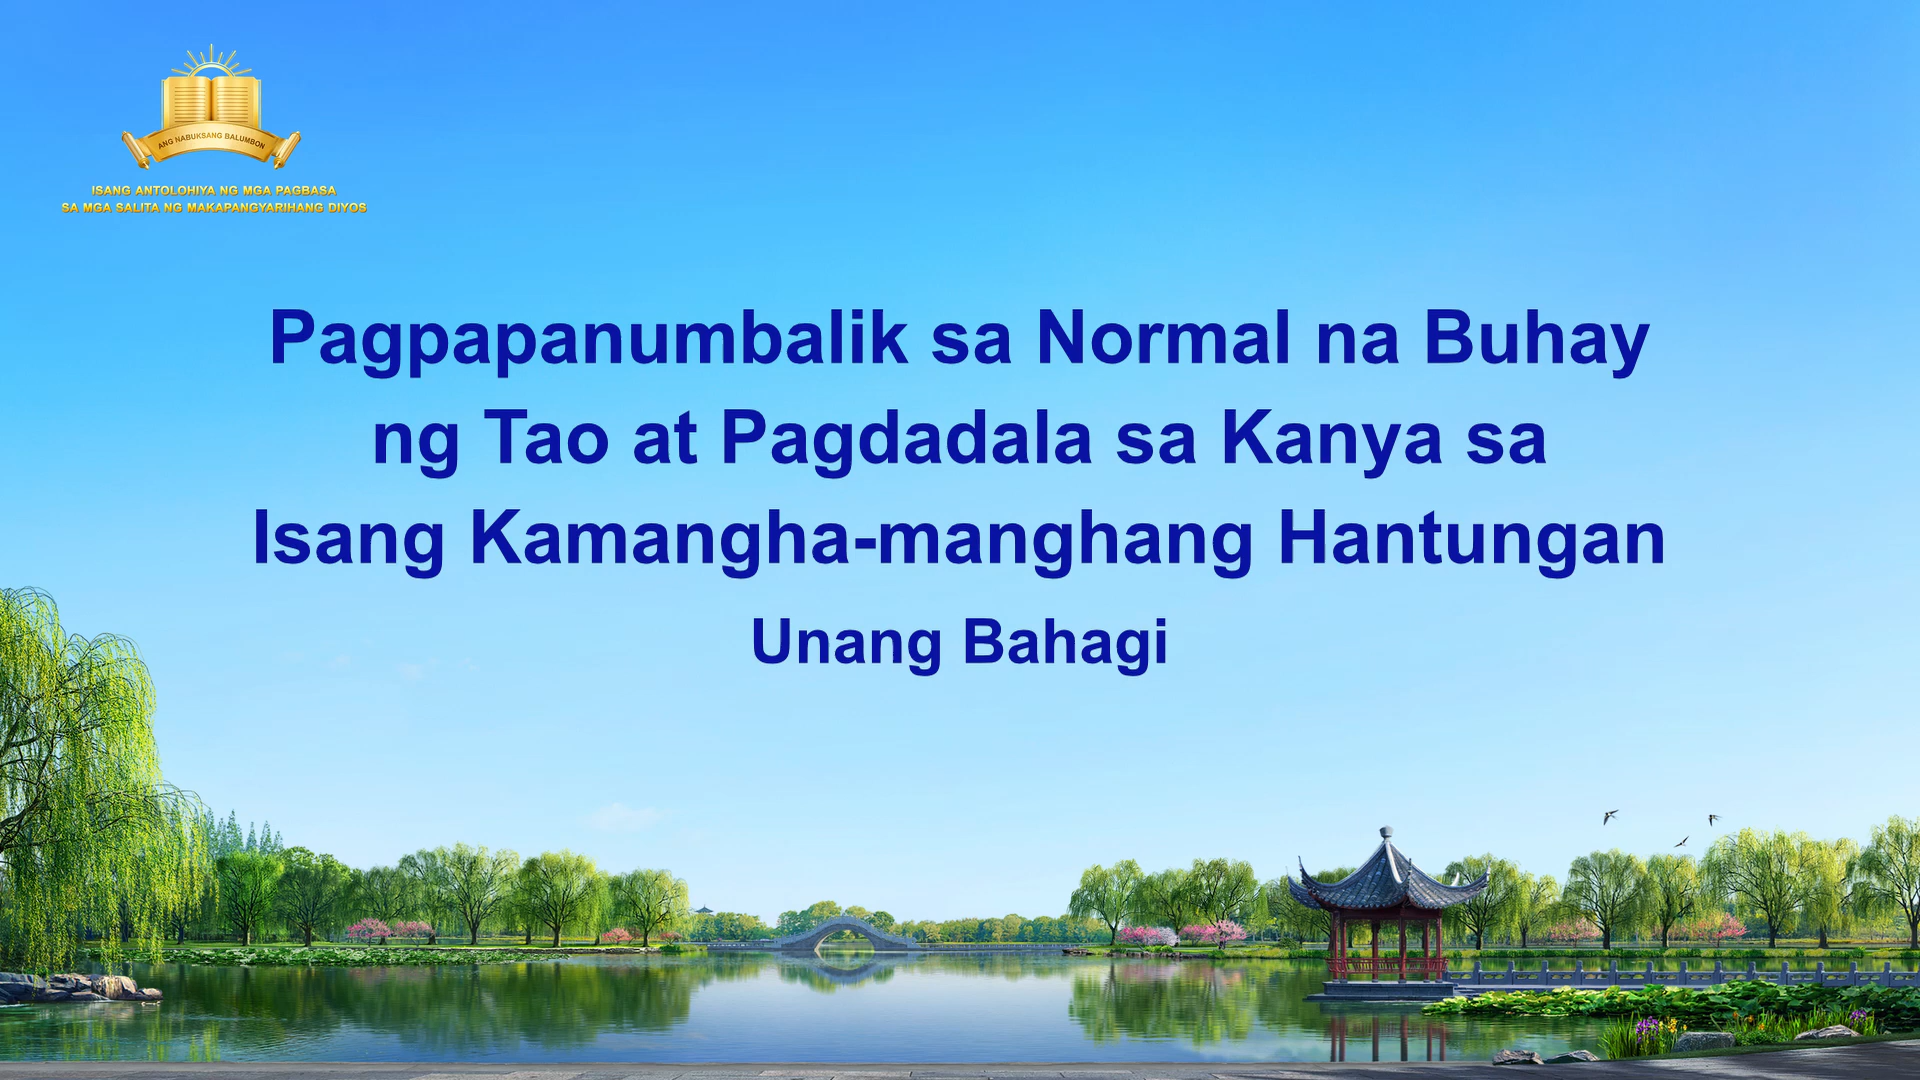 ANG NABUKSANG BALUMBON
ISANG ANTOLOHIYA NG MGA PAGBASA
SA MGA SALITA NG MAKAPANGYARIHANG DIYOS
Pagpapanumbalik sa Normal na Buhay
ng Tao at Pagdadala sa Kanya sa
Isang Kamangha-manghang Hantungan
Unang Bahagi